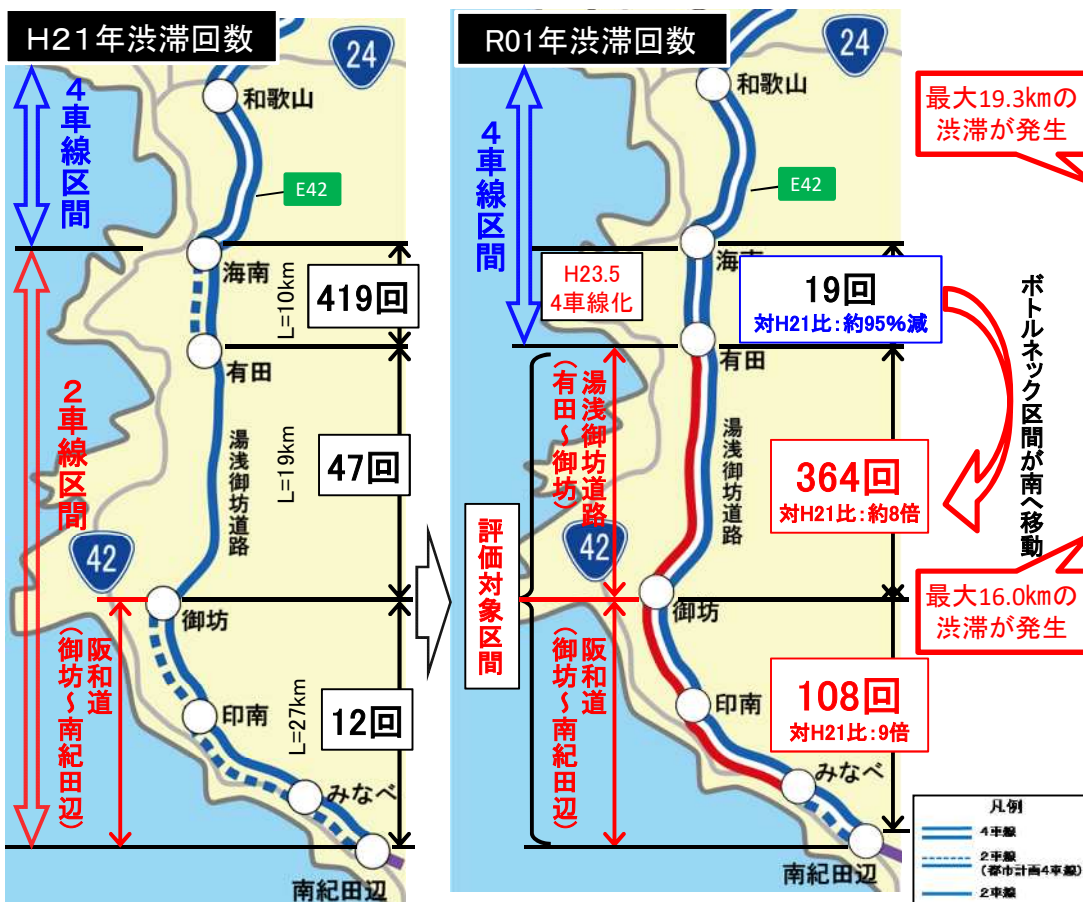 H21年渋滞回数
24
和歌山
4車線区間
E42
海南
L=10km
419回
有田
2車線区間
湯浅御坊道路
L=19km
47回
42
御坊
阪和道
(御坊～南紀田辺)
印南
L=27km
12回
みなべ
南紀田辺
R01年渋滞回数
24
和歌山
4車線区間
E42
最大19.3kmの
渋滞が発生
海南
H23.5
4車線化
19回
対H21比：約95%減
有田
湯浅御坊道路
(有田～御坊)
湯浅御坊道路
364回
対H21比：約8倍
ボトルネック区間が南へ移動
評価対象区間
42
御坊
最大16.0kmの
渋滞が発生
阪和道
(御坊～南紀田辺)
印南
108回
対H21比：9倍
みなべ
南紀田辺
凡例
4車線
2車線
(都市計画4車線)
2車線